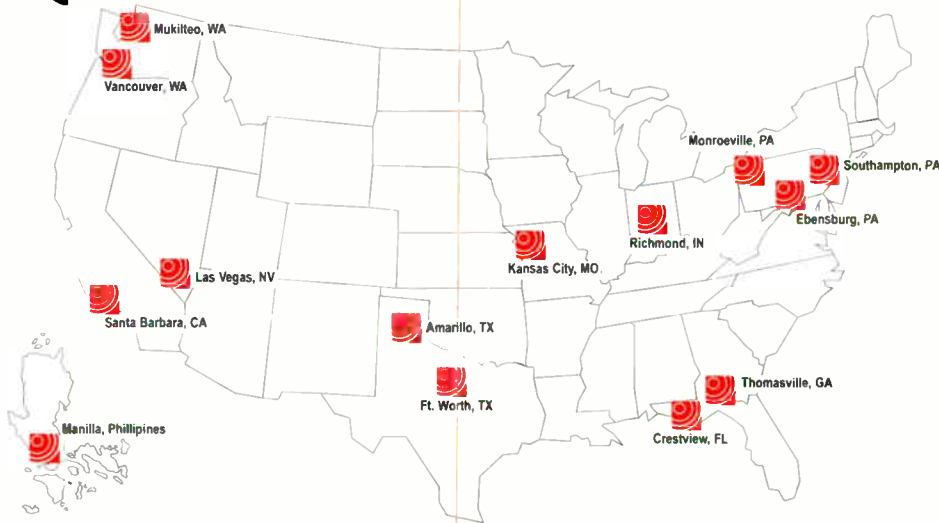 Mukilteo, WA
Vancouver, WA
Monroeville, PA
Southampton, PA
Ebensburg, PA
Richmond, IN
Kansas City, MO
Las Vegas, NV
Santa Barbara, CA
Amarillo, TX
Thomasville, GA
Ft. Worth, TX
Crestview, FL
Manilla, Phillipines